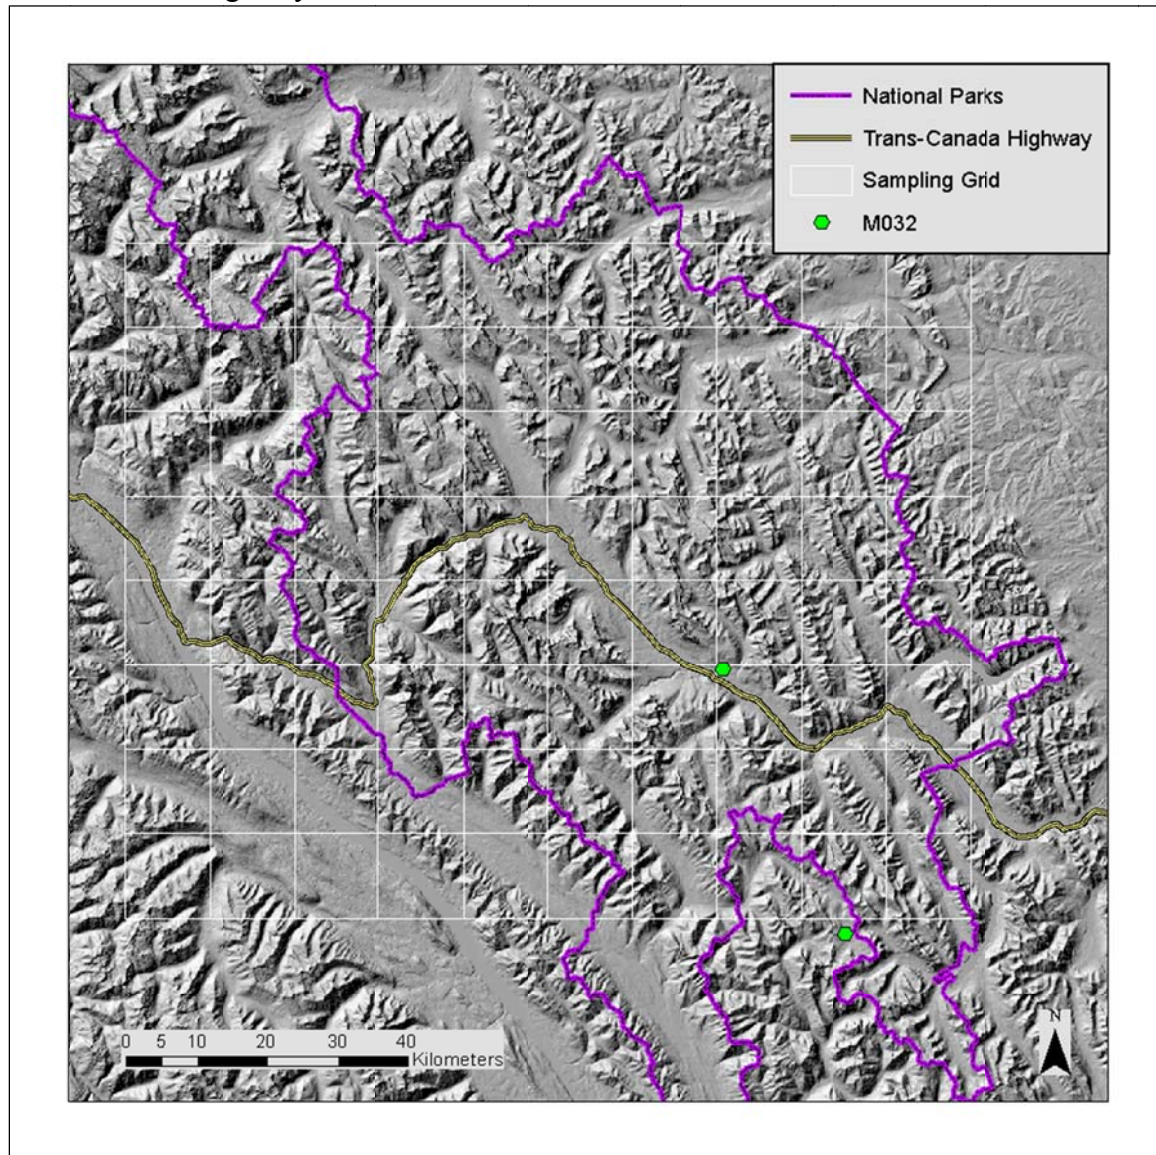 National Parks
Trans-Canada Highway
Sampling Grid
M032
N
0 5 10 20 30 40
Kilometers